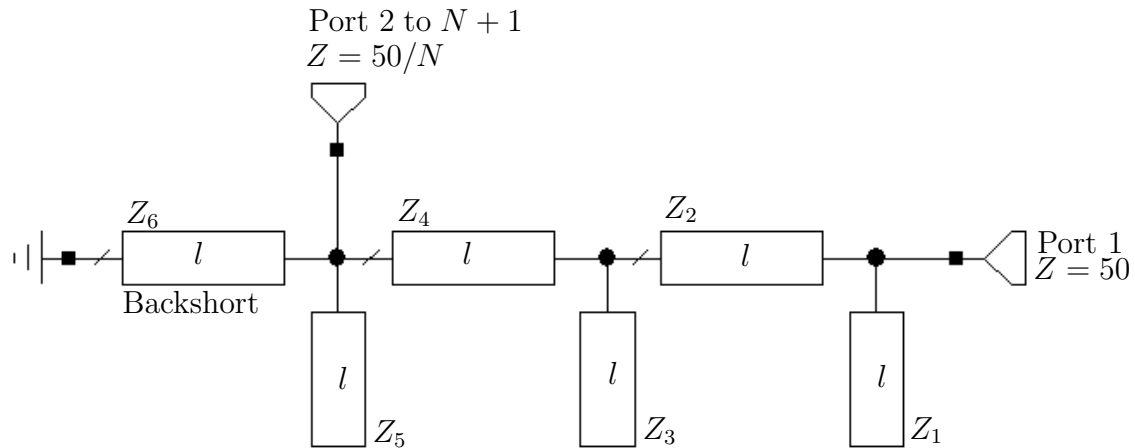 Port 2 to N + 1
Z = 50/N
Z6
Z4
Z2
l
l
l
Port 1
Z = 50
Backshort
l
l
l
Z5
Z3
Z1